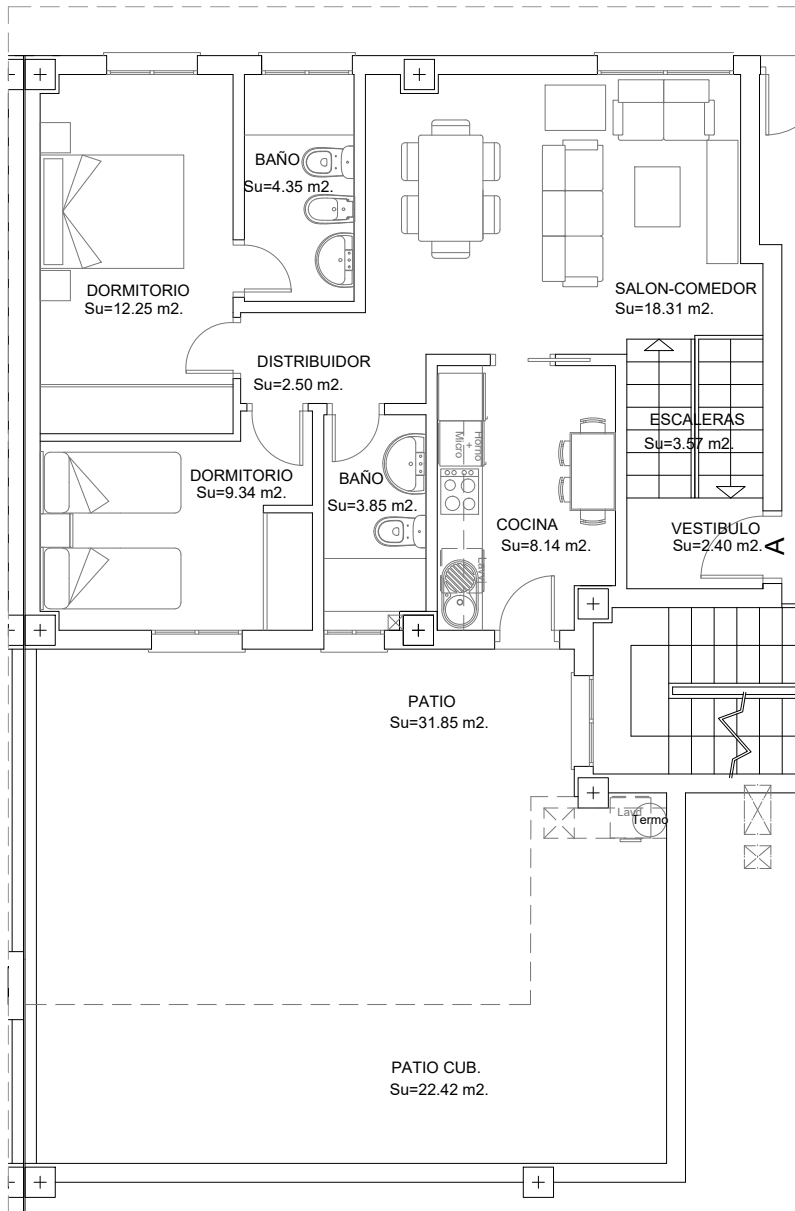 BAÑO
Su=4.35 m2.
DORMITORIO
Su=12.25 m2.
SALON-COMEDOR
Su=18.31 m2.
DISTRIBUIDOR
Su=2.50 m2.
ESCALERAS
Su=3.57 m2.
Horno
+
Micro
DORMITORIO
Su=9.34 m2.
BAÑO
Su=3.85 m2.
COCINA
Su=8.14 m2.
VESTIBULO
Su=2.40 m2.
A
PATIO
Su=31.85 m2.
Termo
PATIO CUB.
Su=22.42 m2.